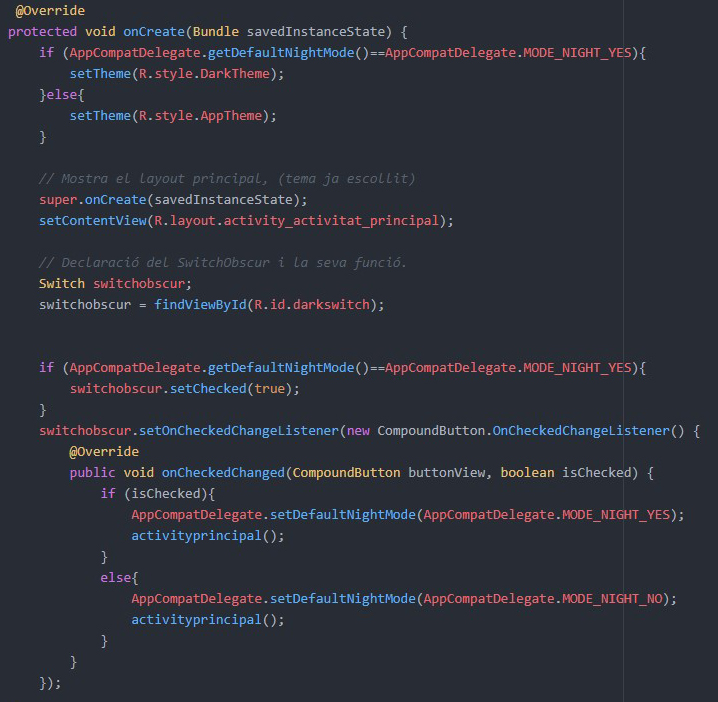 @Override
protected void onCreate(Bundle savedInstanceState) {
    if (AppCompatDelegate.getDefaultNightMode()==AppCompatDelegate.MODE_NIGHT_YES){
        setTheme(R.style.DarkTheme);
    }else{
        setTheme(R.style.AppTheme);
    }

    // Mostra el layout principal, (tema ja escollit)
    super.onCreate(savedInstanceState);
    setContentView(R.layout.activity_activitat_principal);

    // Declaració del SwitchObscur i la seva funció.
    Switch switchobscur;
    switchobscur = findViewById(R.id.darkswitch);


    if (AppCompatDelegate.getDefaultNightMode()==AppCompatDelegate.MODE_NIGHT_YES){
        switchobscur.setChecked(true);
    }
    switchobscur.setOnCheckedChangeListener(new CompoundButton.OnCheckedChangeListener() {
        @Override
        public void onCheckedChanged(CompoundButton buttonView, boolean isChecked) {
            if (isChecked){
                AppCompatDelegate.setDefaultNightMode(AppCompatDelegate.MODE_NIGHT_YES);
                activityprincipal();
            }
            else{
                AppCompatDelegate.setDefaultNightMode(AppCompatDelegate.MODE_NIGHT_NO);
                activityprincipal();
            }
        }
    });